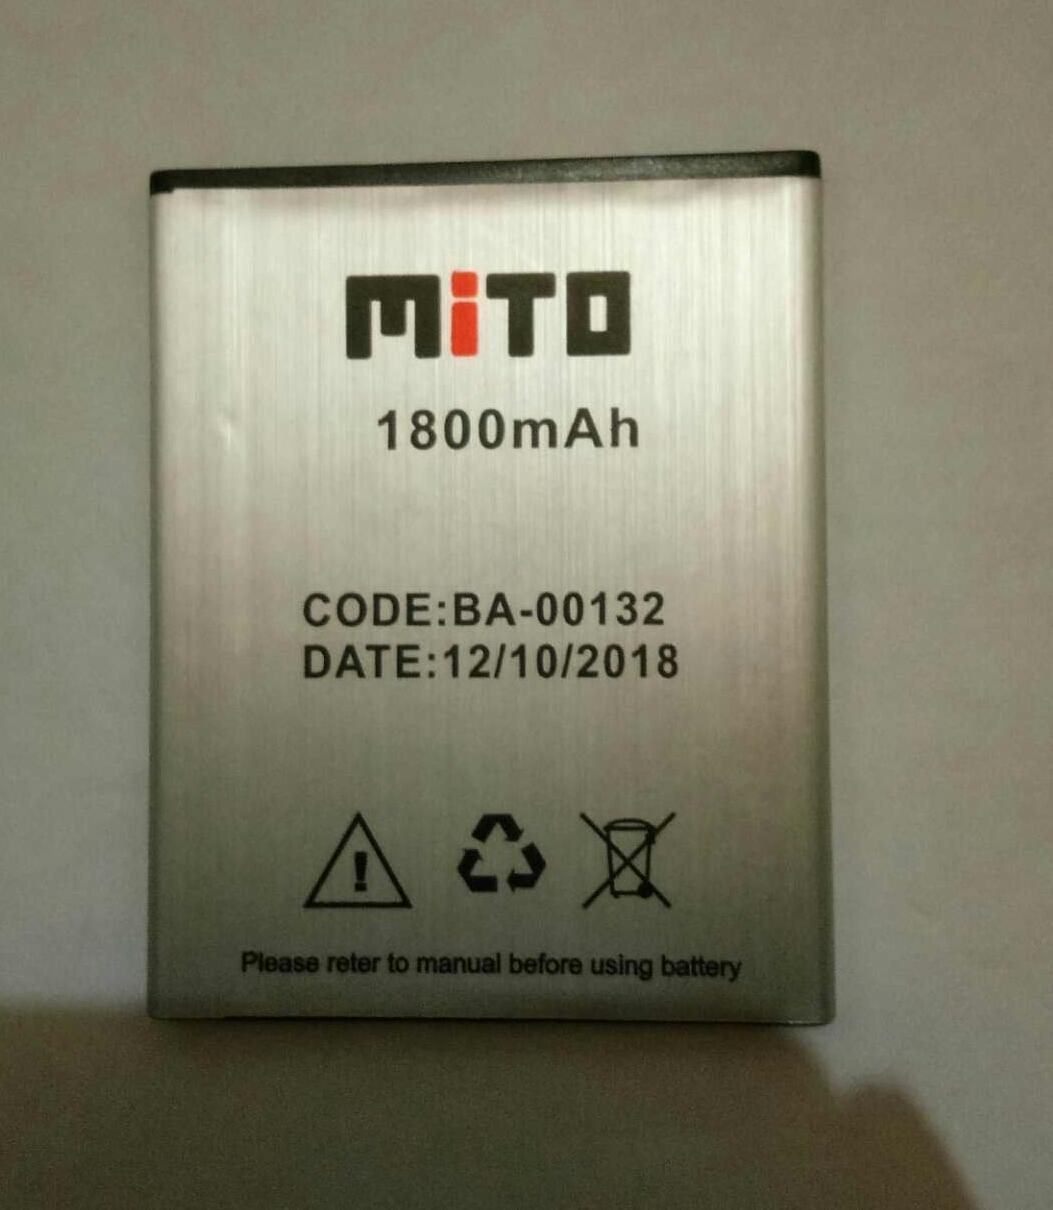 MiTO
1800mAh
CODE:BA-00132
DATE:12/10/2018
Please reter to manual before using battery